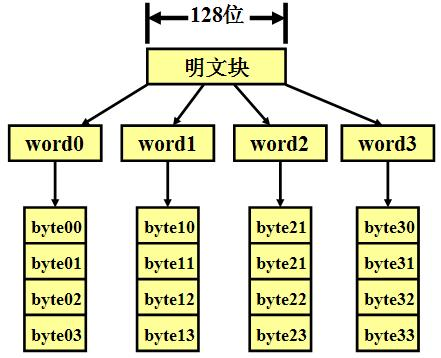 128位
明文块
word0 word1 word2 word3
byte00 byte10 byte21 byte30
byte01 byte11 byte21 byte31
byte02 byte12 byte22 byte32
byte03 byte13 byte23 byte33